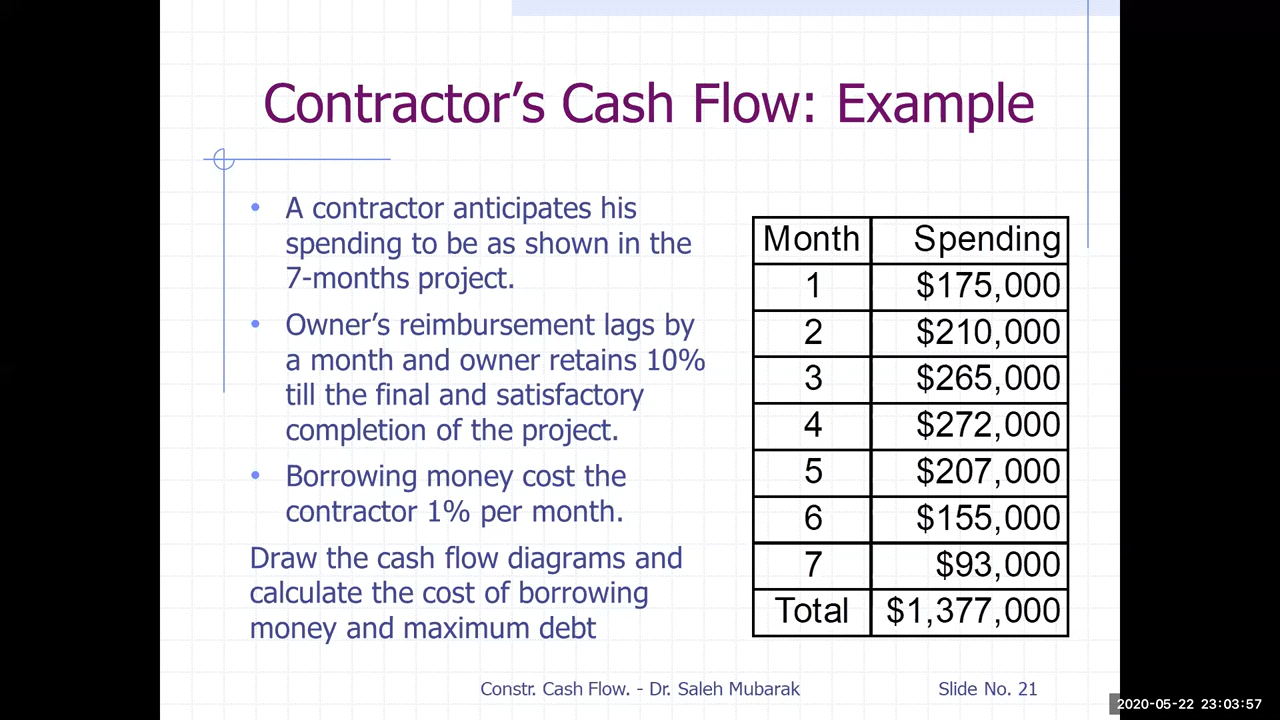 Contractor's Cash Flow: Example
• A contractor anticipates his
spending to be as shown in the
7-months project.
• Owner's reimbursement lags by
a month and owner retains 10%
till the final and satisfactory
completion of the project.
• Borrowing money cost the
contractor 1% per month.
Draw the cash flow diagrams and
calculate the cost of borrowing
money and maximum debt
Month Spending
1 $175,000
2 $210,000
3 $265,000
4 $272,000
5 $207,000
6 $155,000
7 $93,000
Total $1,377,000
Constr. Cash Flow. - Dr. Saleh Mubarak Slide No. 21
2020-05-22 23:03:57